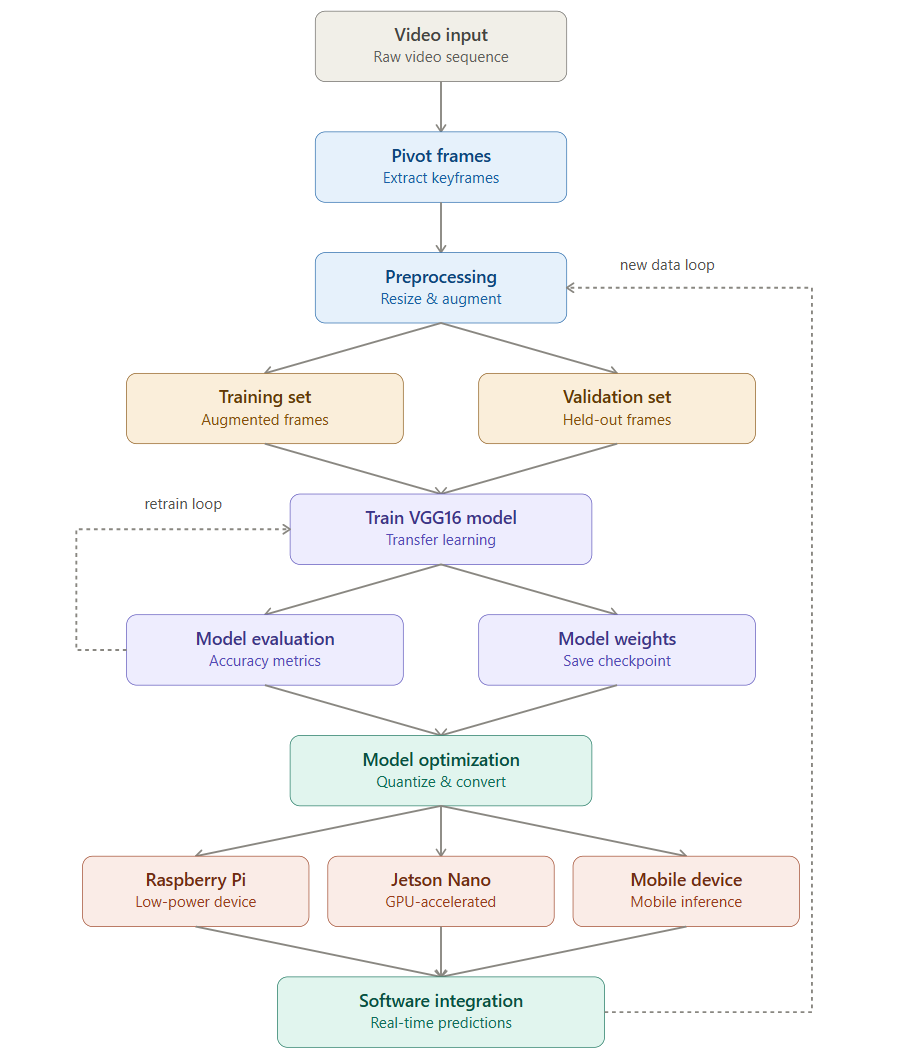 Video input
Raw video sequence
Pivot frames
Extract keyframes
new data loop
Preprocessing
Resize & augment
Training set
Augmented frames
Validation set
Held-out frames
retrain loop
Train VGG16 model
Transfer learning
Model evaluation
Accuracy metrics
Model weights
Save checkpoint
Model optimization
Quantize & convert
Raspberry Pi
Low-power device
Jetson Nano
GPU-accelerated
Mobile device
Mobile inference
Software integration
Real-time predictions